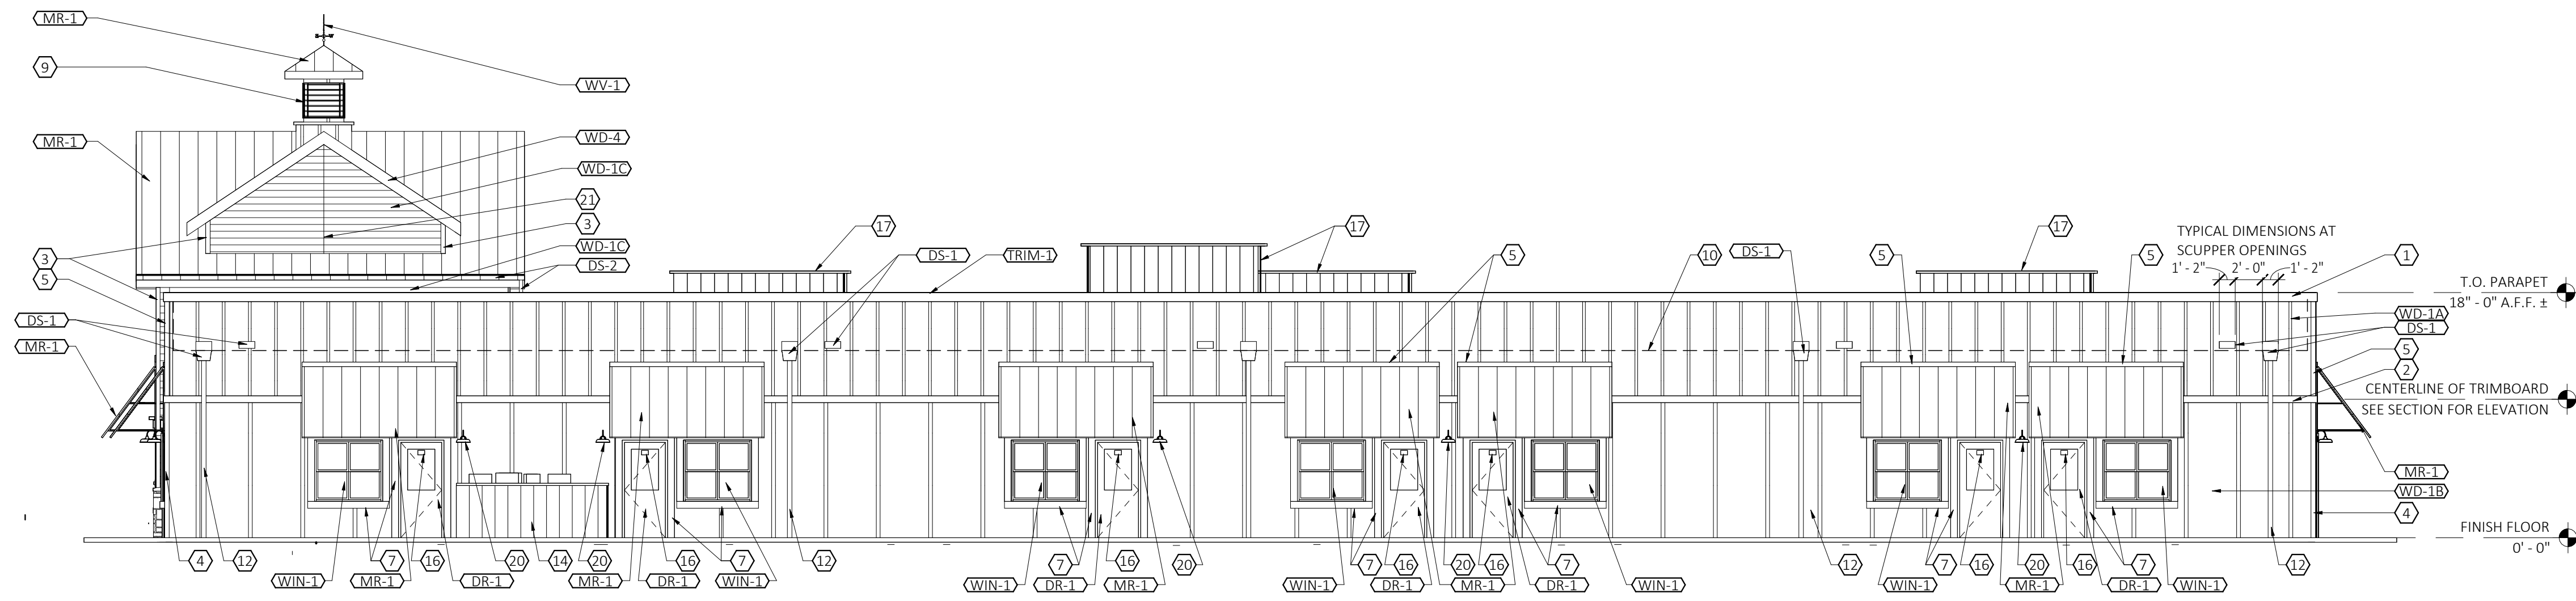 MR-1
9
MR-1
3
5
DS-1
MR-1
WV-1
WD-4
WD-1C
21
3
WD-1C
DS-2
17
DS-1
TRIM-1
17
5
10
DS-1
5
17
5
TYPICAL DIMENSIONS AT
SCUPPER OPENINGS
1' - 2" 2' - 0" 1' - 2"
1
T.O. PARAPET
18" - 0" A.F.F. ±
WD-1A
DS-1
5
2
CENTERLINE OF TRIMBOARD
SEE SECTION FOR ELEVATION
MR-1
WD-1B
4
FINISH FLOOR
0' - 0"
4 12 7 16 20 14 20 16 7 12 7 16 20 7 16 20 16 7 12 7 16 20 16 7 12
WIN-1 MR-1 DR-1 MR-1 DR-1 WIN-1 WIN-1 DR-1 MR-1 WIN-1 DR-1 MR-1 DR-1 WIN-1 WIN-1 MR-1 DR-1 WIN-1